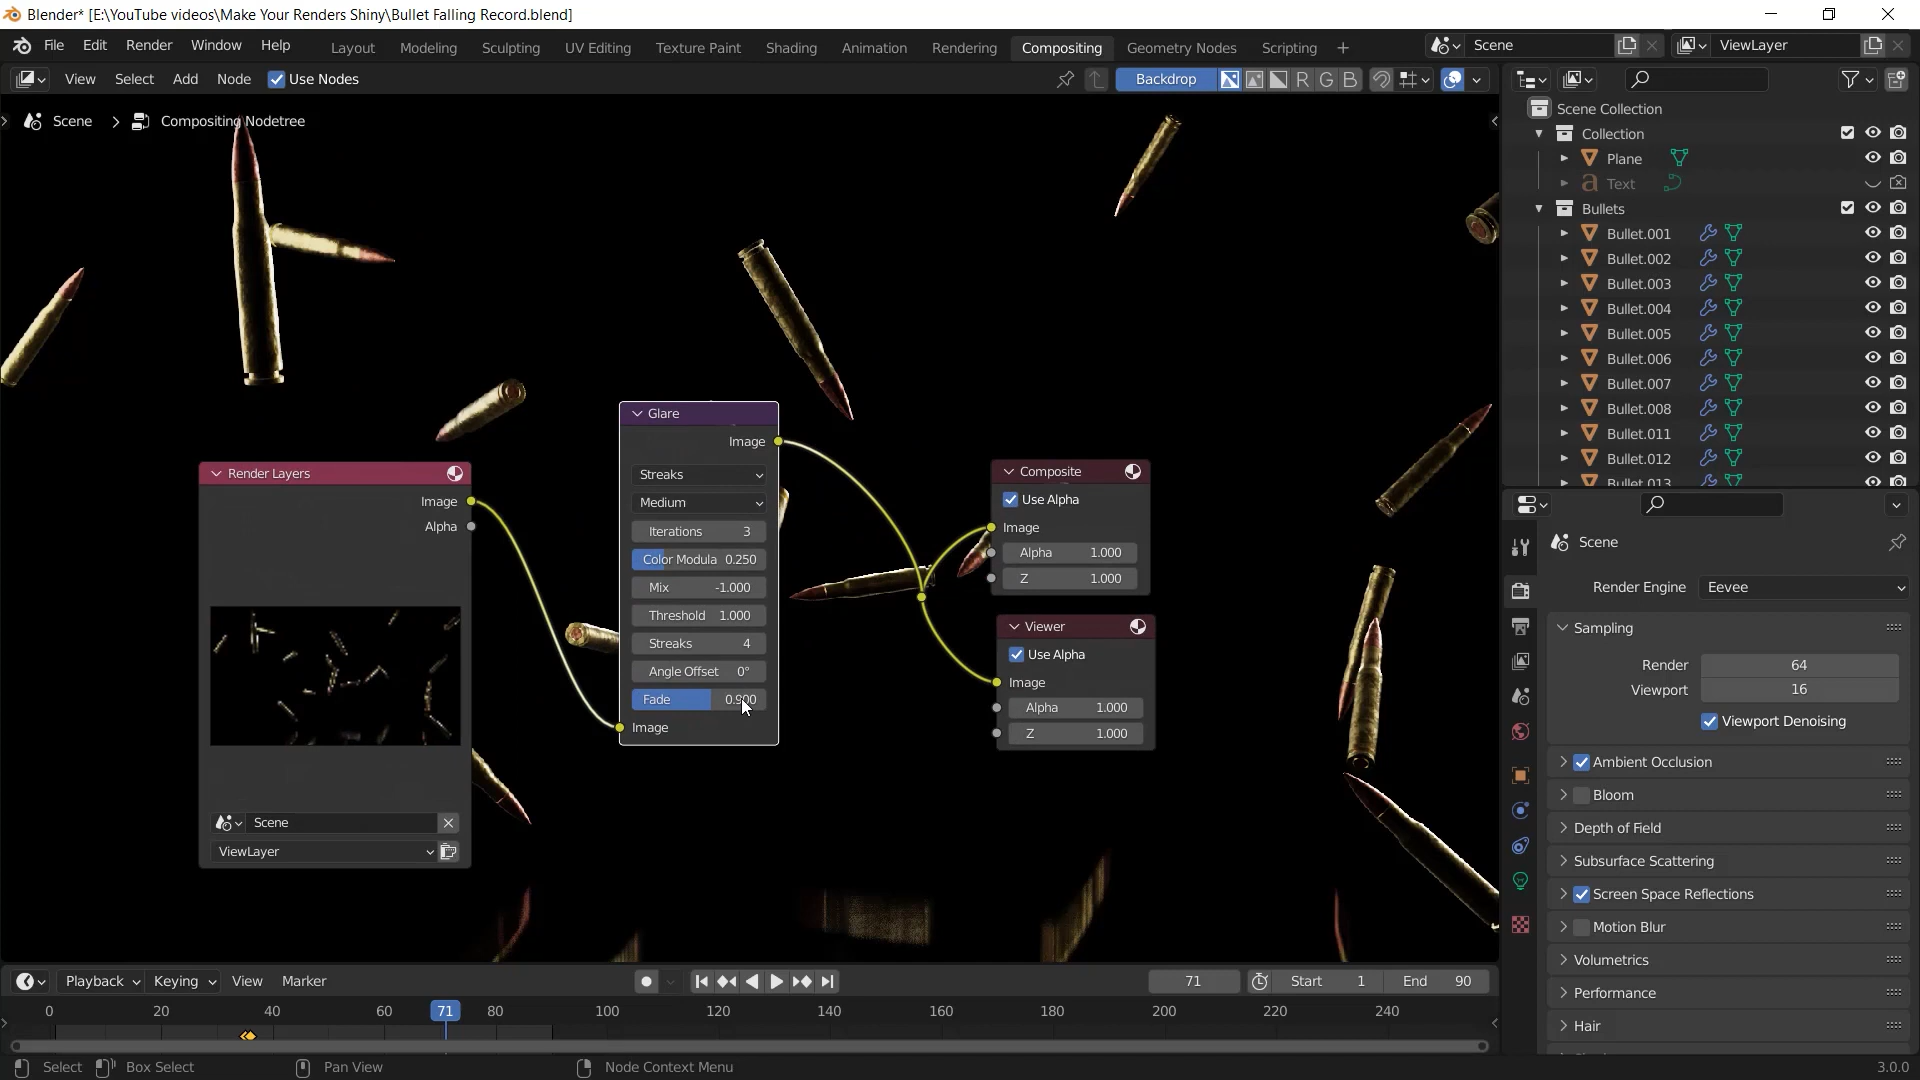 Blender* [E:\YouTube videos\Make Your Renders Shiny\Bullet Falling Record.blend]
File Edit Render Window Help Layout Modeling Sculpting UV Editing Texture Paint Shading Animation Rendering Compositing Geometry Nodes Scripting + Scene ViewLayer
View Select Add Node Use Nodes Backdrop R G B
Scene > Compositing Nodetree
Scene Collection
Collection
Plane
Text
Bullets
Bullet.001
Bullet.002
Bullet.003
Bullet.004
Bullet.005
Bullet.006
Bullet.007
Bullet.008
Bullet.011
Bullet.012
Bullet.013
Render Layers
Image
Alpha
Scene
ViewLayer
Glare
Image
Streaks
Medium
Iterations 3
Color Modula 0.250
Mix -1.000
Threshold 1.000
Streaks 4
Angle Offset 0°
Fade 0.900
Image
Composite
Use Alpha
Image
Alpha 1.000
Z 1.000
Viewer
Use Alpha
Image
Alpha 1.000
Z 1.000
Scene
Render Engine Eevee
Sampling
Render 64
Viewport 16
Viewport Denoising
Ambient Occlusion
Bloom
Depth of Field
Subsurface Scattering
Screen Space Reflections
Motion Blur
Volumetrics
Performance
Hair
Playback Keying View Marker 71 Start 1 End 90
0 20 40 60 71 80 100 120 140 160 180 200 220 240
Select Box Select Pan View Node Context Menu 3.0.0